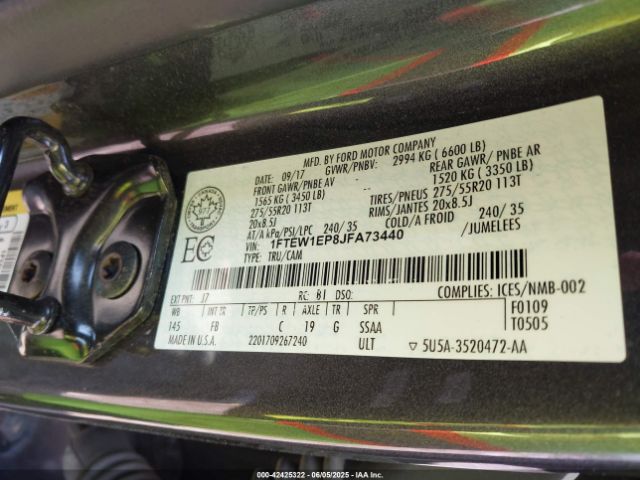 MFD. BY FORD MOTOR COMPANY
DATE: 09/17 GVWR/PNBV: 2994 KG ( 6600 LB)
FRONT GAWR/PNBE AV REAR GAWR/ PNBE AR
1565 KG ( 3450 LB) 1520 KG ( 3350 LB)
275/55R20 113T TIRES/PNEUS 275/55R20 113T
20x8.5J RIMS/JANTES 20x8.5J
AT/A kPa/PSI/LPC 240/ 35 COLD/A FROID 240/ 35
/JUMELEES
EC
VIN: 1FTEW1EP8JFA73440
TYPE: TRU/CAM
EXT PNT: J7 RC: 81 DSO: COMPLIES: ICES/NMB-002
WB INT TR TP/PS R AXLE TR SPR F0109
145 FB C 19 G SSAA T0505
MADE IN U.S.A. 2201709267240 ULT ▽ 5U5A-3520472-AA
000-42425322 | 06/05/2025 - IAA Inc.